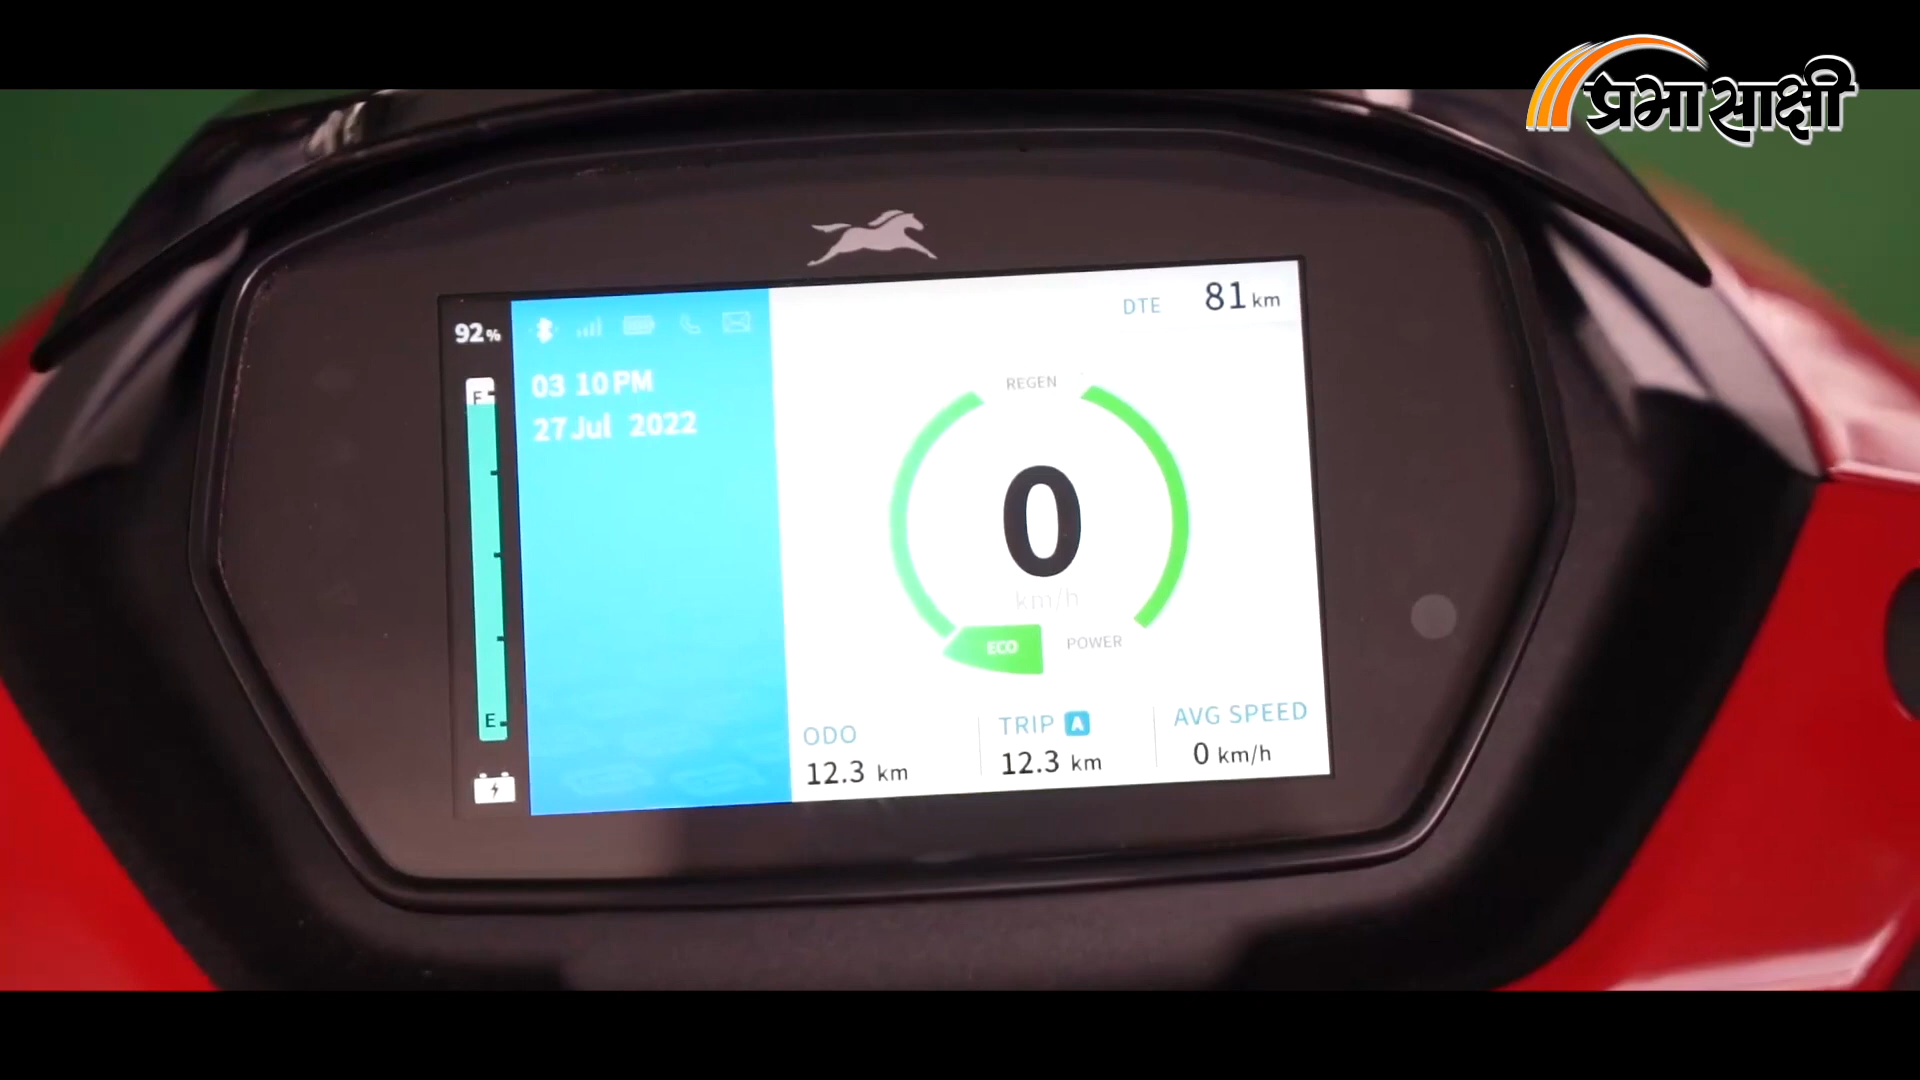 प्रभासाक्षी
DTE 81 km
92%
03 10 PM
27 Jul 2022
F
REGEN
0
km/h
ECO POWER
E
ODO
12.3 km
TRIP A
12.3 km
AVG SPEED
0 km/h